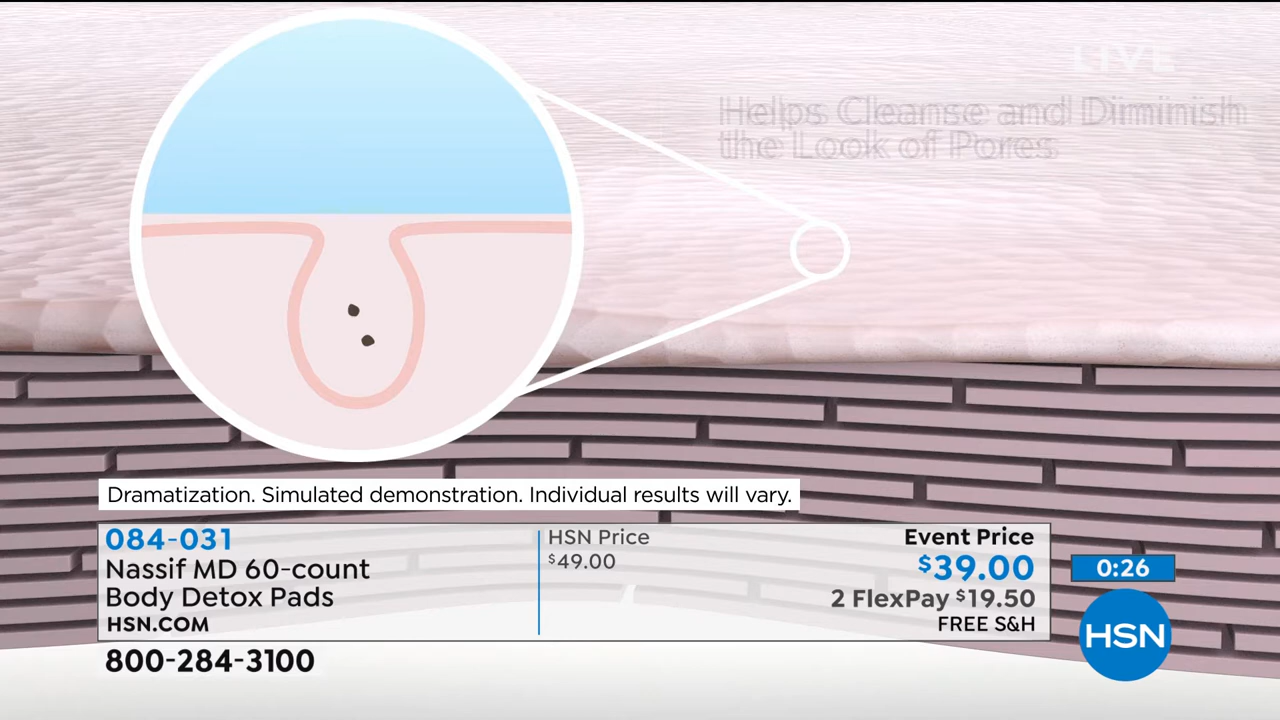 LIVE
Helps Cleanse and Diminish
the Look of Pores
Dramatization. Simulated demonstration. Individual results will vary.
084-031
Nassif MD 60-count
Body Detox Pads
HSN.COM
HSN Price
$49.00
Event Price
$39.00
2 FlexPay $19.50
FREE S&H
0:26
HSN
800-284-3100